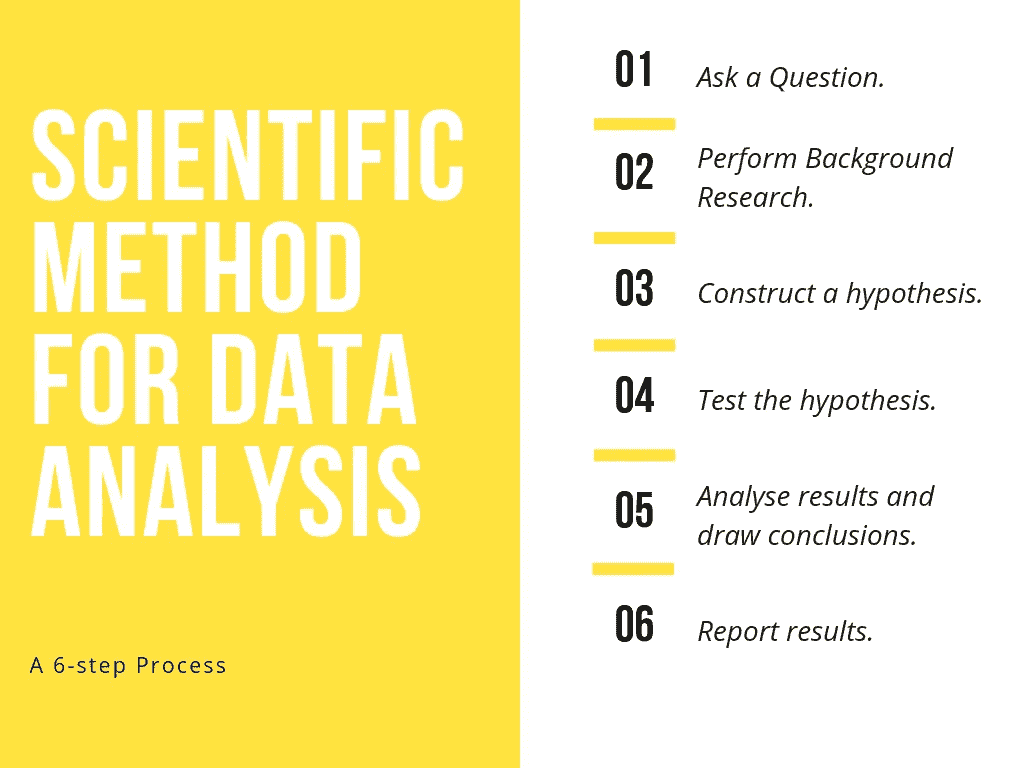 SCIENTIFIC
METHOD
FOR DATA
ANALYSIS
A 6-step Process
01 Ask a Question.
02 Perform Background
Research.
03 Construct a hypothesis.
04 Test the hypothesis.
05 Analyse results and
draw conclusions.
06 Report results.